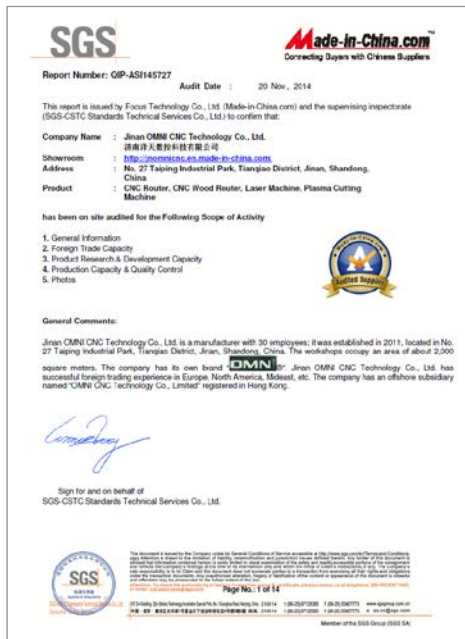 SGS
Made-in-China.com
Connecting Buyers with Chinese Suppliers
Report Number: QIP-ASI145727
Audit Date : 20 Nov., 2014
This report is issued by Focus Technology Co., Ltd. (Made-in-China.com) and the supervising inspectorate
(SGS-CSTC Standards Technical Services Co., Ltd.) to confirm that:
Company Name : Jinan OMNI CNC Technology Co., Ltd.
济南洋天数控科技有限公司
Showroom : http://jnomnicnc.en.made-in-china.com
Address : No. 27 Taiping Industrial Park, Tianqiao District, Jinan, Shandong,
China
Product : CNC Router, CNC Wood Router, Laser Machine, Plasma Cutting
Machine
has been on site audited for the Following Scope of Activity
1. General Information
2. Foreign Trade Capacity
3. Product Research & Development Capacity
4. Production Capacity & Quality Control
5. Photos
Made-in-China.com
Audited Supplier
General Comments:
Jinan OMNI CNC Technology Co., Ltd. is a manufacturer with 30 employees; it was established in 2011, located in No.
27 Taiping Industrial Park, Tianqiao District, Jinan, Shandong, China. The workshops occupy an area of about 2,000
square meters. The company has its own brand "OMNI®". Jinan OMNI CNC Technology Co., Ltd. has
successful foreign trading experience in Europe, North America, Mideast, etc. The company has an offshore subsidiary
named "OMNI CNC Technology Co., Limited" registered in Hong Kong.
Sign for and on behalf of
SGS-CSTC Standards Technical Services Co., Ltd.
SGS
Page No.: 1 of 14
Member of the SGS Group (SGS SA)